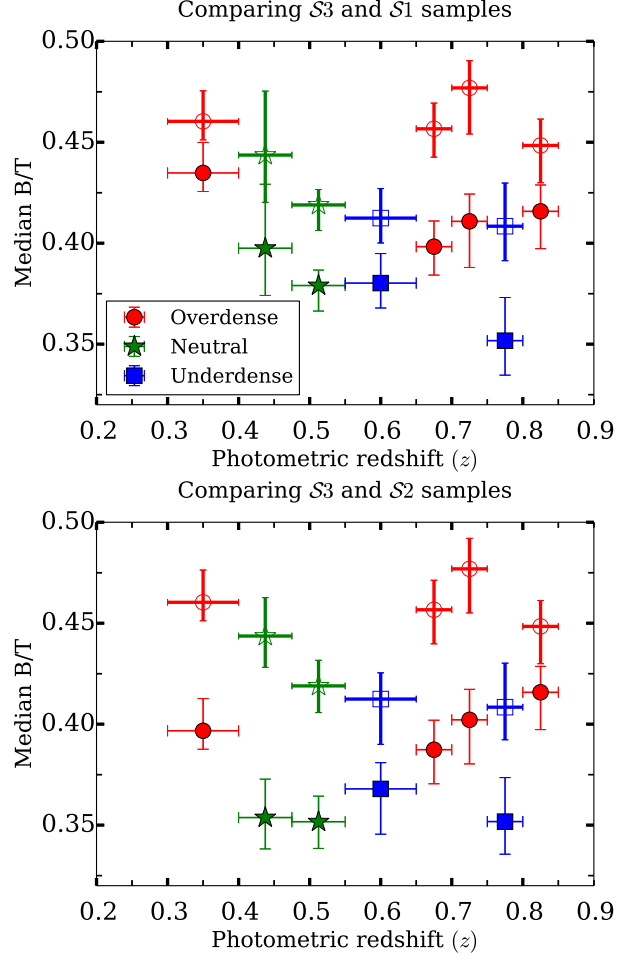 Comparing 𝒮3 and 𝒮1 samples
0.50
0.45
0.40
0.35
Median B/T
Overdense
Neutral
Underdense
0.2 0.3 0.4 0.5 0.6 0.7 0.8 0.9
Photometric redshift (z)
Comparing 𝒮3 and 𝒮2 samples
0.50
0.45
0.40
0.35
Median B/T
0.2 0.3 0.4 0.5 0.6 0.7 0.8 0.9
Photometric redshift (z)